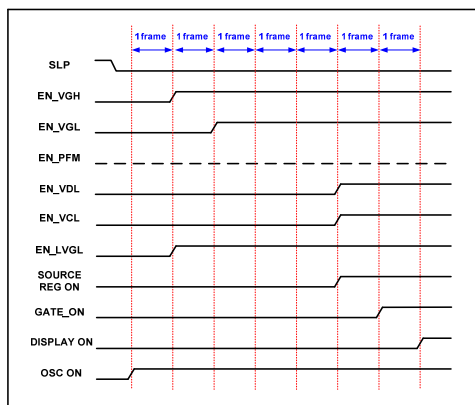 1 frame 1 frame 1 frame 1 frame 1 frame 1 frame 1 frame
SLP
EN_VGH
EN_VGL
EN_PFM
EN_VDL
EN_VCL
EN_LVGL
SOURCE
REG ON
GATE_ON
DISPLAY ON
OSC ON